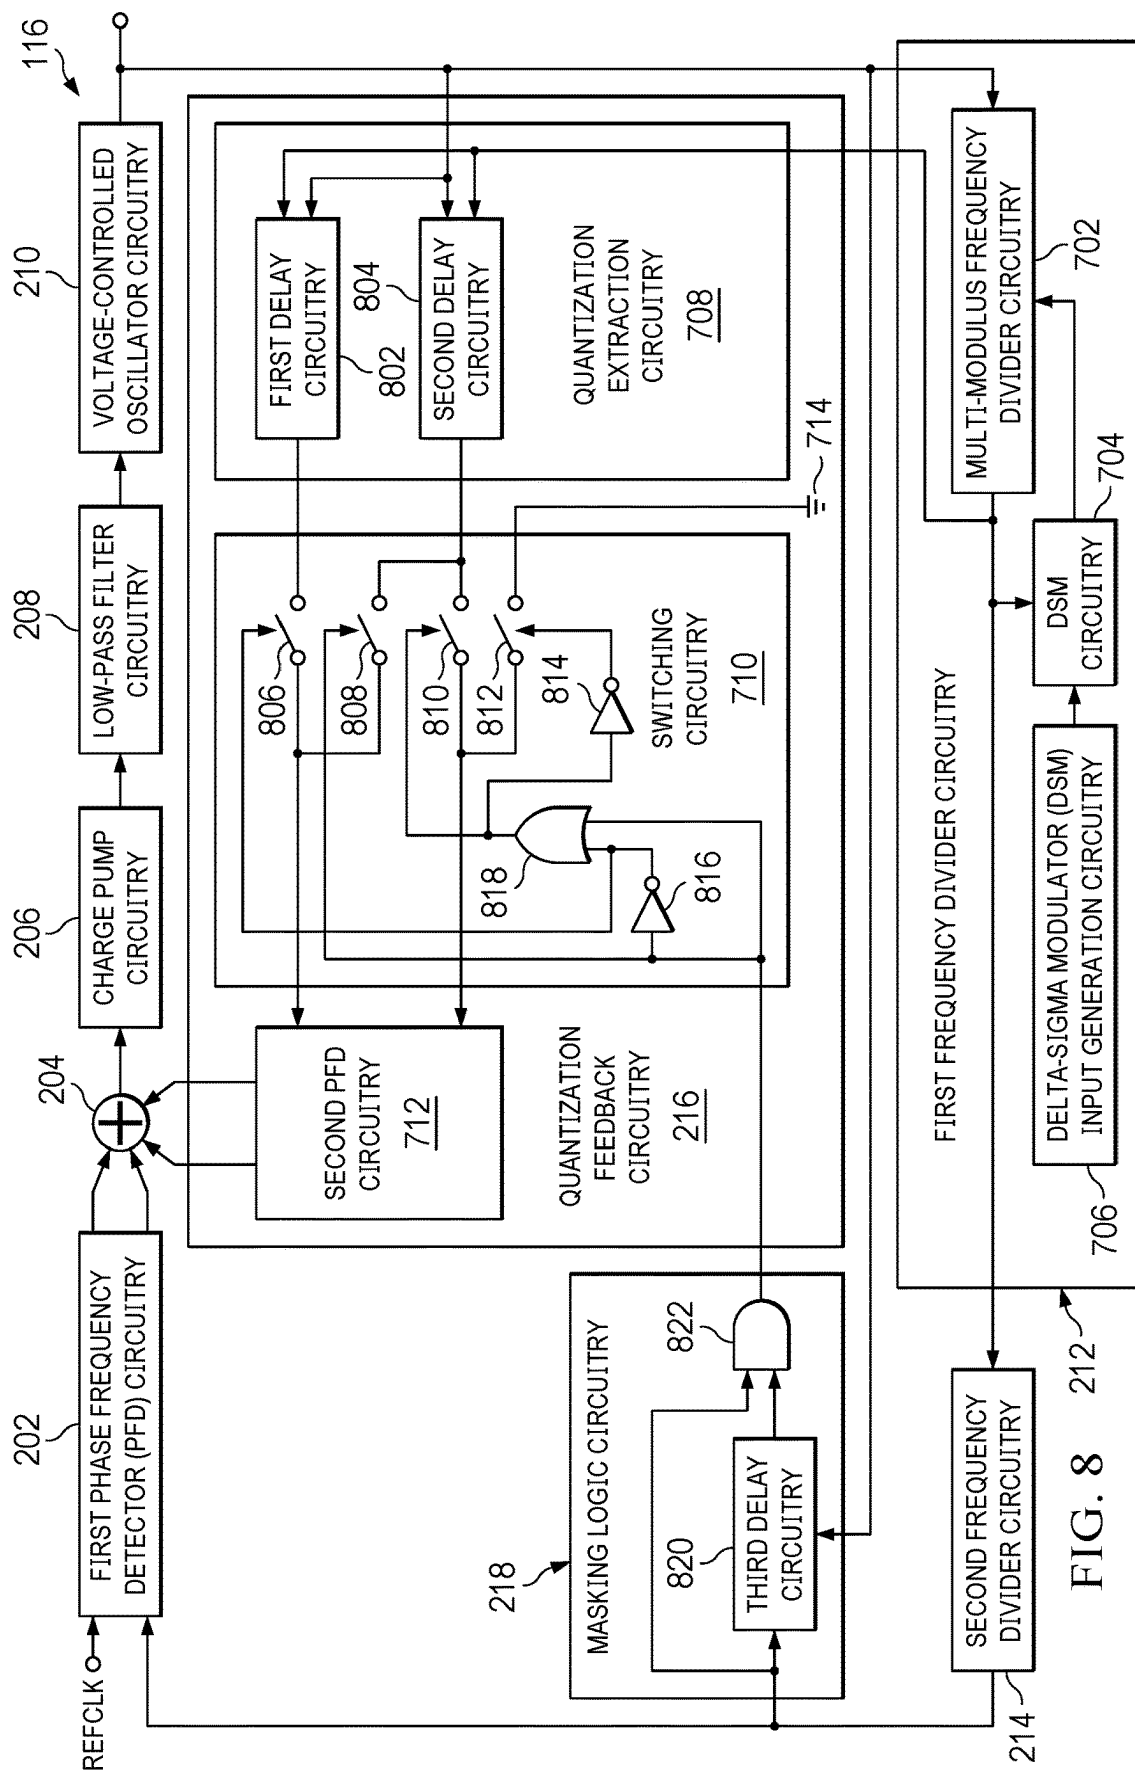 116
202
FIRST PHASE FREQUENCY
DETECTOR (PFD) CIRCUITRY
REFCLK
204
206
CHARGE PUMP
CIRCUITRY
208
LOW-PASS FILTER
CIRCUITRY
210
VOLTAGE-CONTROLLED
OSCILLATOR CIRCUITRY
SECOND PFD
CIRCUITRY
712
QUANTIZATION
FEEDBACK
CIRCUITRY
216
806
808
810
812
814
816
818
SWITCHING
CIRCUITRY
710
FIRST DELAY
CIRCUITRY
802
804
SECOND DELAY
CIRCUITRY
QUANTIZATION
EXTRACTION
CIRCUITRY
708
714
218
MASKING LOGIC CIRCUITRY
820
THIRD DELAY
CIRCUITRY
822
FIRST FREQUENCY DIVIDER CIRCUITRY
MULTI-MODULUS FREQUENCY
DIVIDER CIRCUITRY
702
DSM
CIRCUITRY
704
DELTA-SIGMA MODULATOR (DSM)
INPUT GENERATION CIRCUITRY
706
212
SECOND FREQUENCY
DIVIDER CIRCUITRY
214
FIG. 8